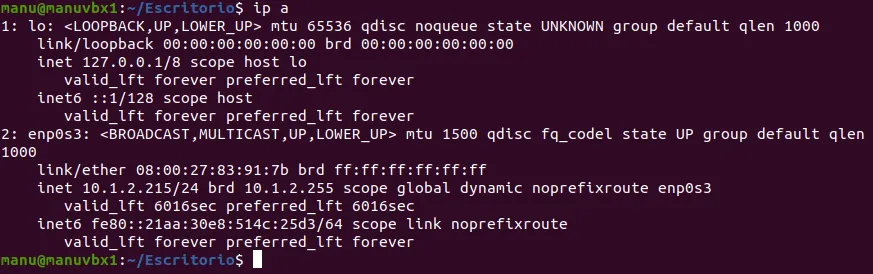 manu@manuvbx1:~/Escritorio$ ip a
1: lo: <LOOPBACK,UP,LOWER_UP> mtu 65536 qdisc noqueue state UNKNOWN group default qlen 1000
    link/loopback 00:00:00:00:00:00 brd 00:00:00:00:00:00
    inet 127.0.0.1/8 scope host lo
       valid_lft forever preferred_lft forever
    inet6 ::1/128 scope host
       valid_lft forever preferred_lft forever
2: enp0s3: <BROADCAST,MULTICAST,UP,LOWER_UP> mtu 1500 qdisc fq_codel state UP group default qlen
1000
    link/ether 08:00:27:83:91:7b brd ff:ff:ff:ff:ff:ff
    inet 10.1.2.215/24 brd 10.1.2.255 scope global dynamic noprefixroute enp0s3
       valid_lft 6016sec preferred_lft 6016sec
    inet6 fe80::21aa:30e8:514c:25d3/64 scope link noprefixroute
       valid_lft forever preferred_lft forever
manu@manuvbx1:~/Escritorio$